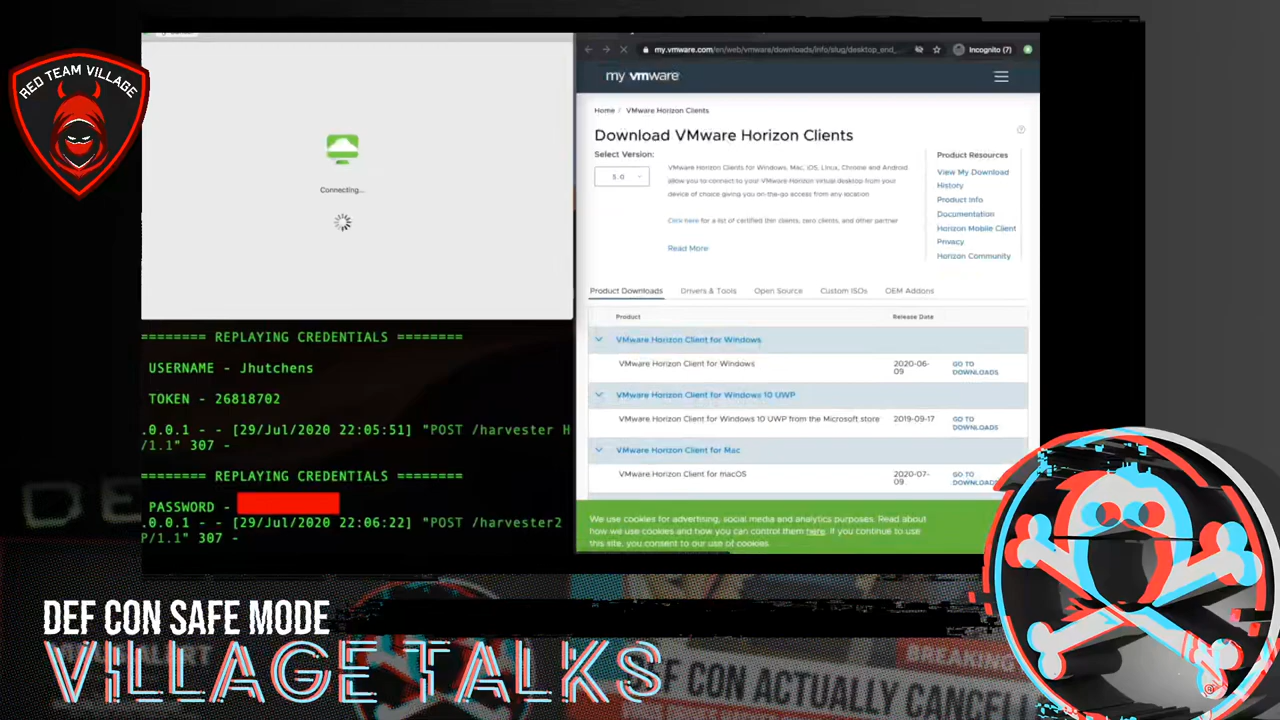 RED TEAM VILLAGE
Connecting...
======== REPLAYING CREDENTIALS ========
USERNAME - Jhutchens
TOKEN - 26818702
.0.0.1 - - [29/Jul/2020 22:05:51] "POST /harvester H
/1.1" 307 -
======== REPLAYING CREDENTIALS ========
PASSWORD -
.0.0.1 - - [29/Jul/2020 22:06:22] "POST /harvester2
P/1.1" 307 -
my.vmware.com/en/web/vmware/downloads/info/slug/desktop_end_...
Incognito (7)
my vmware
Home / VMware Horizon Clients
Download VMware Horizon Clients
Select Version:
5.0
VMware Horizon Clients for Windows, Mac, iOS, Linux, Chrome and Android
allow you to connect to your VMware Horizon virtual desktop from your
device of choice giving you on-the-go access from any location
Click here for a list of certified thin clients, zero clients, and other partner
Read More
Product Resources
View My Download
History
Product Info
Documentation
Horizon Mobile Client
Privacy
Horizon Community
Product Downloads Drivers & Tools Open Source Custom ISOs OEM Addons
Product Release Date
VMware Horizon Client for Windows
VMware Horizon Client for Windows 2020-06- GO TO
09 DOWNLOADS
VMware Horizon Client for Windows 10 UWP
VMware Horizon Client for Windows 10 UWP from the Microsoft store 2019-09-17 GO TO
DOWNLOADS
VMware Horizon Client for Mac
VMware Horizon Client for macOS 2020-07- GO TO
09 DOWNLOADS
We use cookies for advertising, social media and analytics purposes. Read about
how we use cookies and how you can control them here. If you continue to
use this site, you consent to our use of cookies.
DEF CON SAFE MODE
VILLAGE TALKS
BREAKING
DEF CON ACTUALLY CANCELL